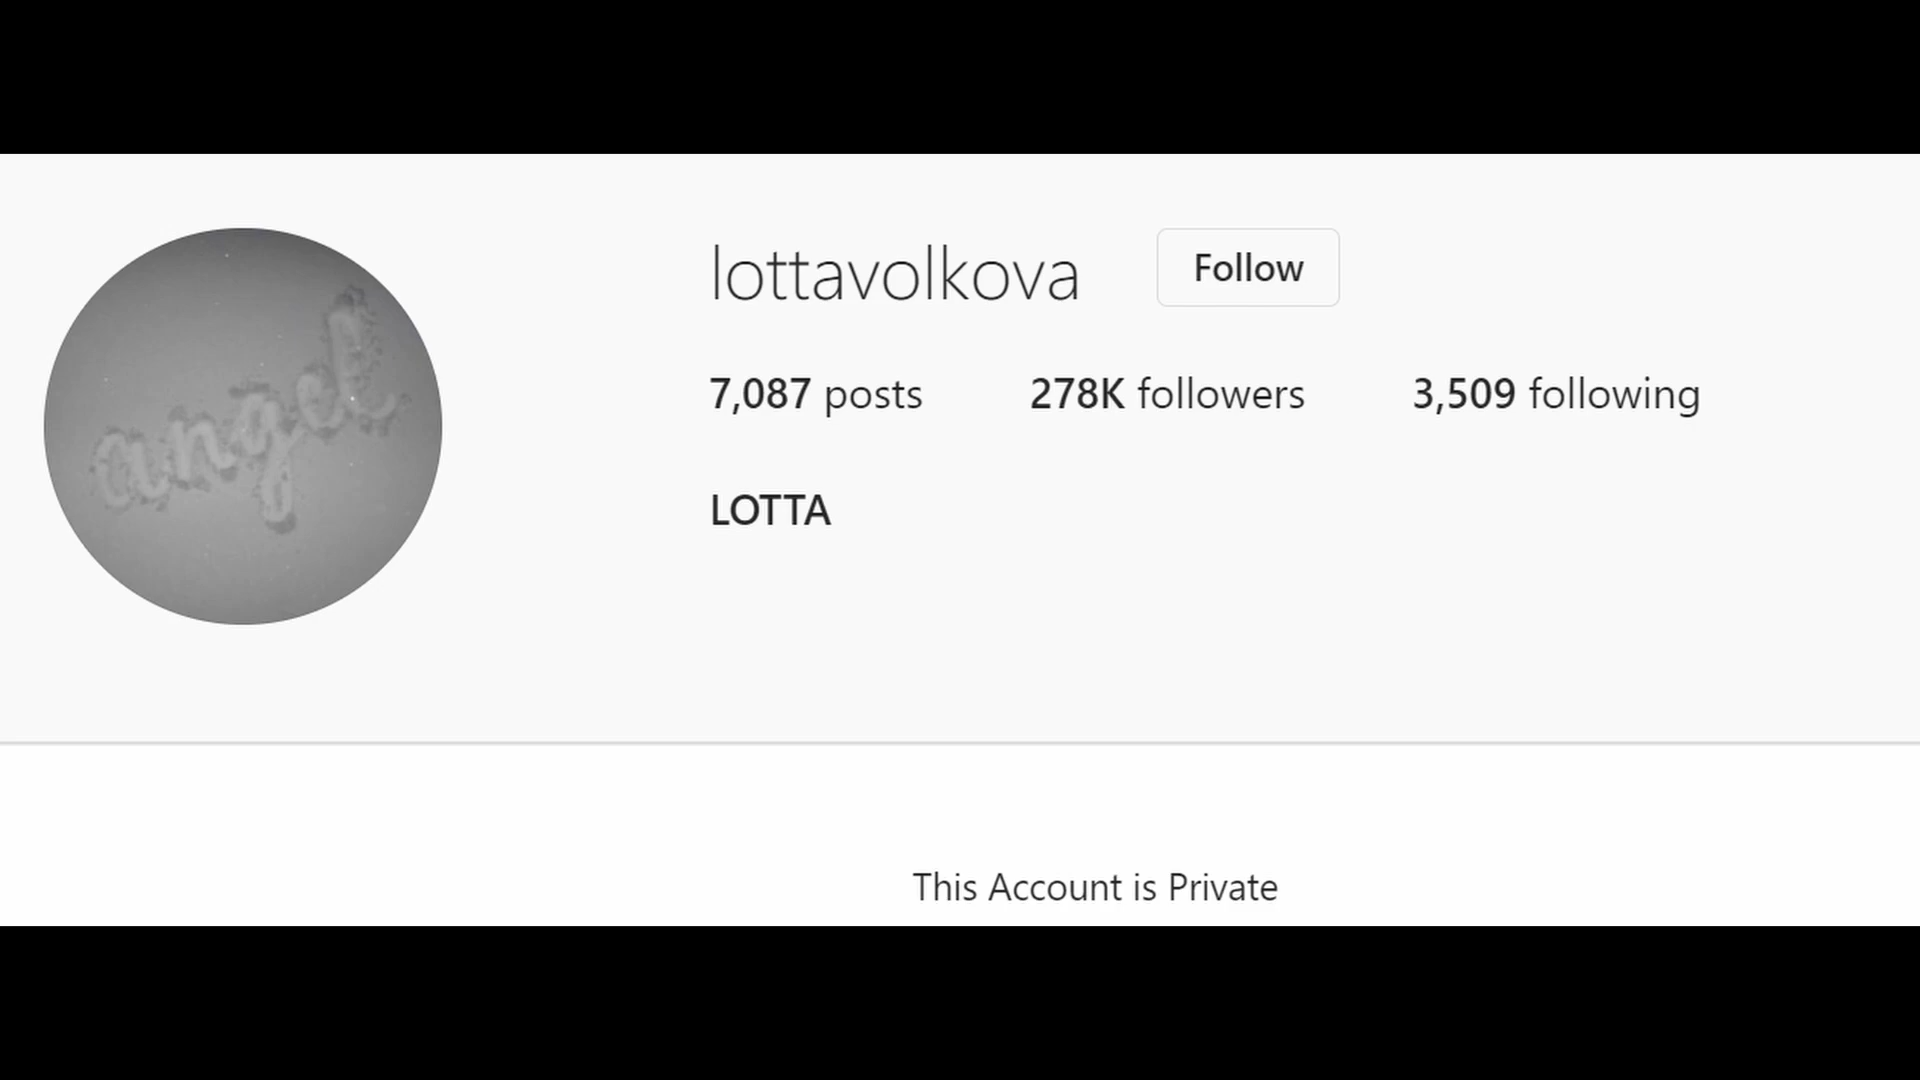 angel
lottavolkova Follow
7,087 posts 278K followers 3,509 following
LOTTA
This Account is Private